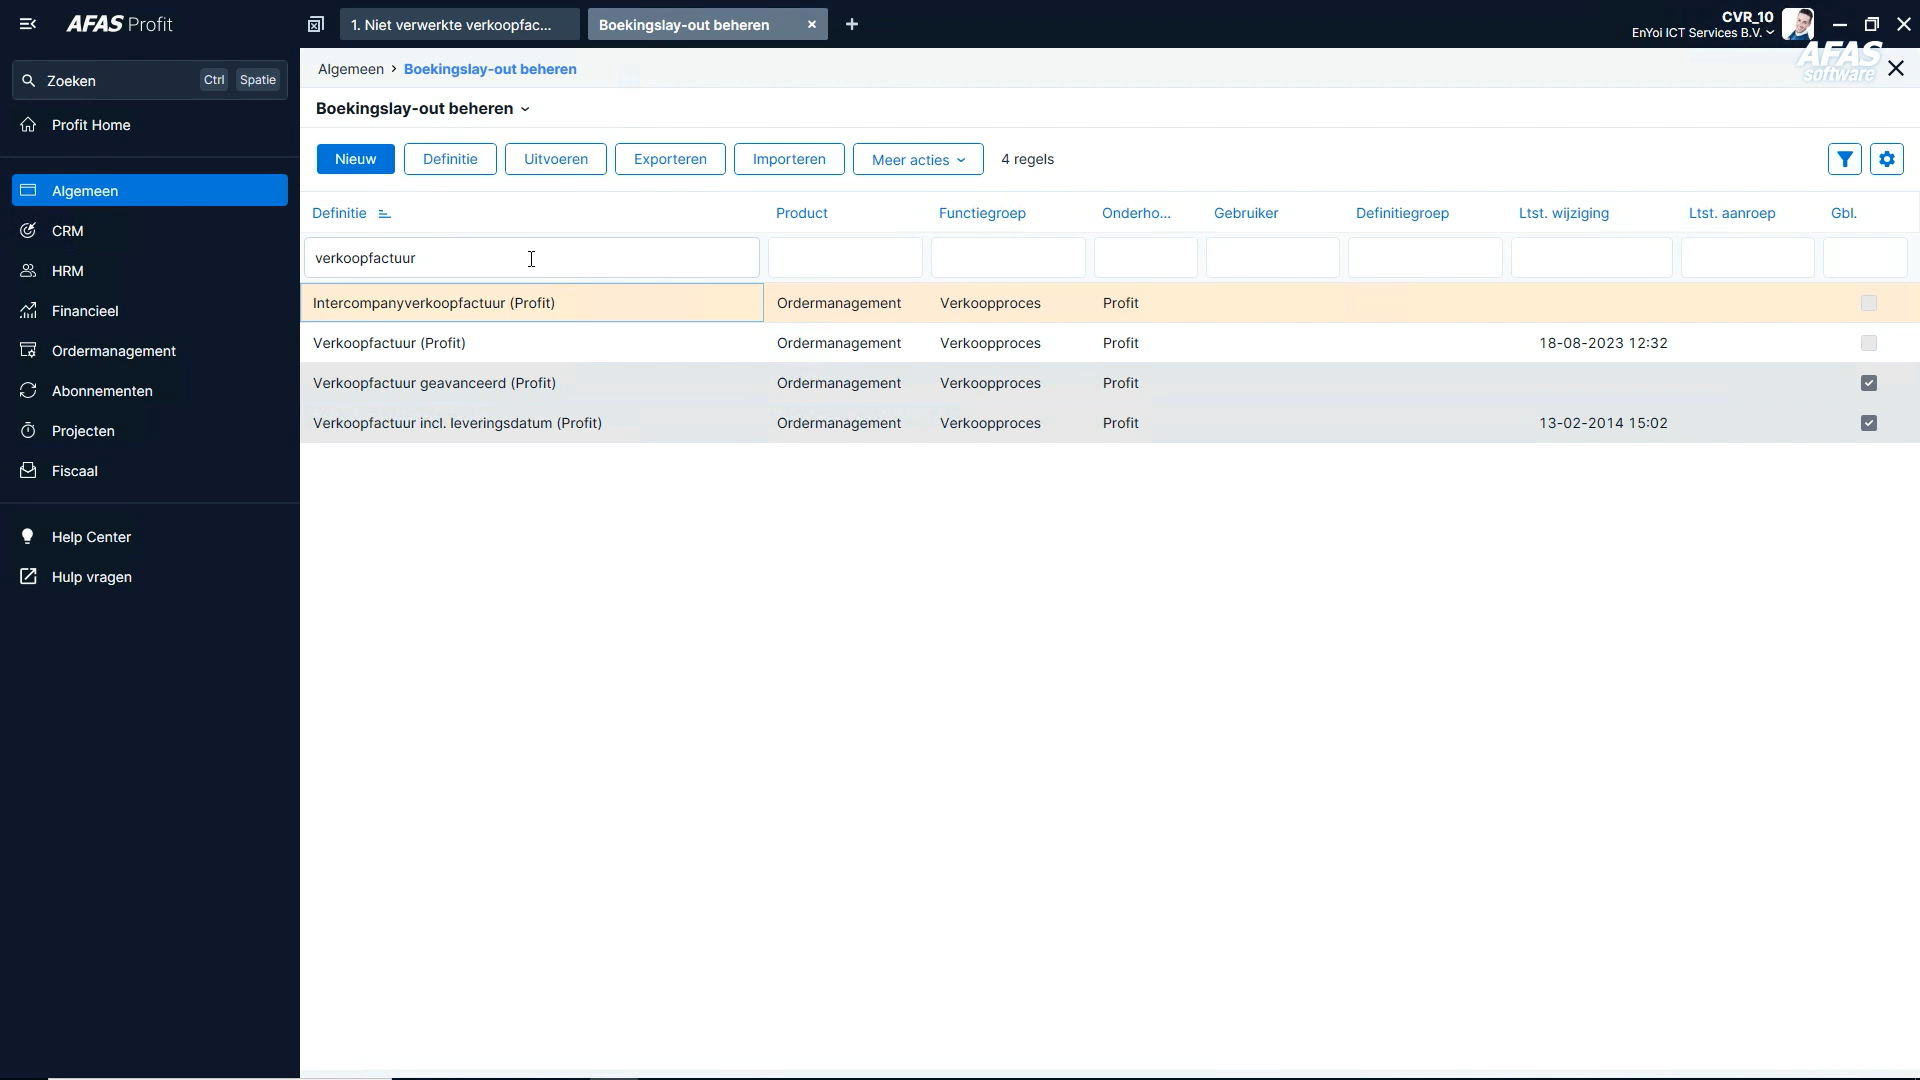 AFAS Profit
1. Niet verwerkte verkoopfac...
Boekingslay-out beheren
CVR_10
EnYoi ICT Services B.V.
Zoeken
Ctrl
Spatie
Algemeen > Boekingslay-out beheren
AFAS
software
Boekingslay-out beheren
Profit Home
Nieuw
Definitie
Uitvoeren
Exporteren
Importeren
Meer acties
4 regels
Algemeen
CRM
HRM
Financieel
Ordermanagement
Abonnementen
Projecten
Fiscaal
Help Center
Hulp vragen
Definitie Product Functiegroep Onderho... Gebruiker Definitiegroep Ltst. wijziging Ltst. aanroep Gbl.
verkoopfactuur
Intercompanyverkoopfactuur (Profit) Ordermanagement Verkoopproces Profit
Verkoopfactuur (Profit) Ordermanagement Verkoopproces Profit 18-08-2023 12:32
Verkoopfactuur geavanceerd (Profit) Ordermanagement Verkoopproces Profit
Verkoopfactuur incl. leveringsdatum (Profit) Ordermanagement Verkoopproces Profit 13-02-2014 15:02